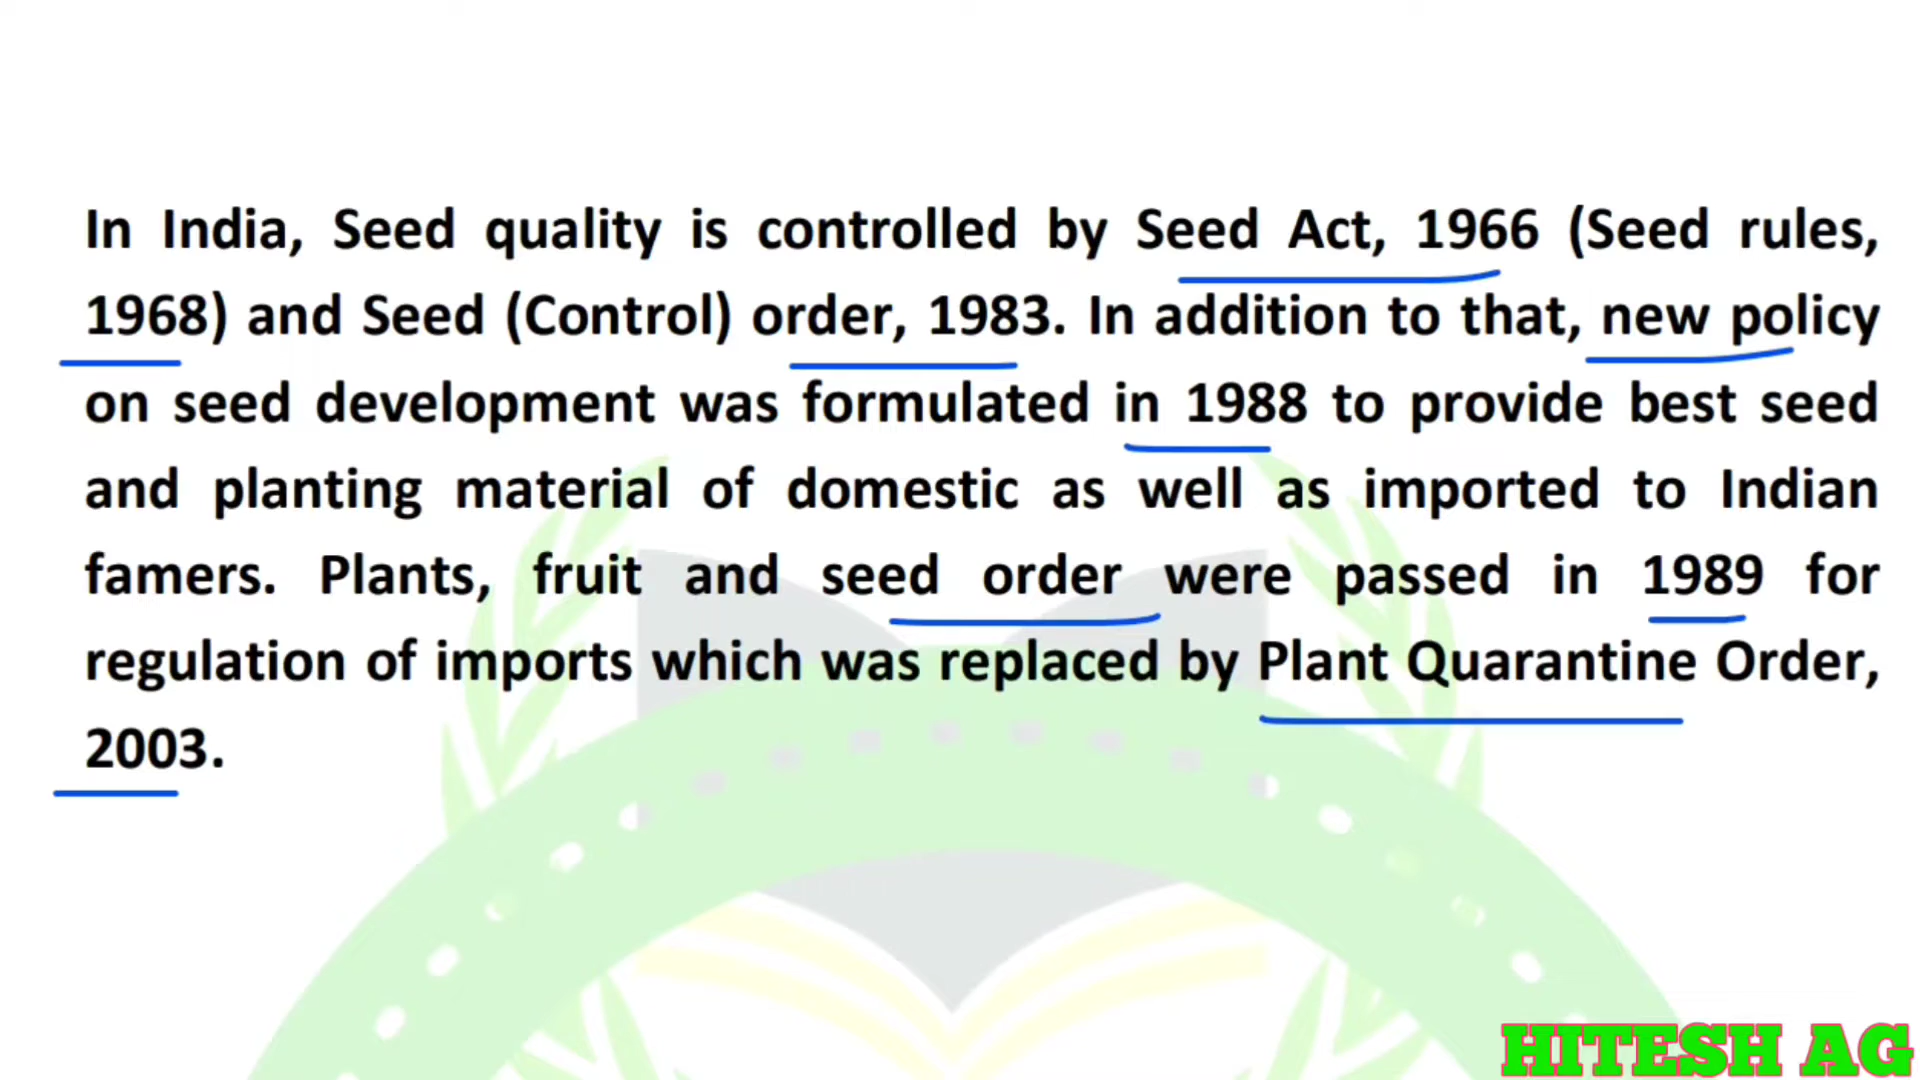 In India, Seed quality is controlled by Seed Act, 1966 (Seed rules,
1968) and Seed (Control) order, 1983. In addition to that, new policy
on seed development was formulated in 1988 to provide best seed
and planting material of domestic as well as imported to Indian
famers. Plants, fruit and seed order were passed in 1989 for
regulation of imports which was replaced by Plant Quarantine Order,
2003.
HITESH AG